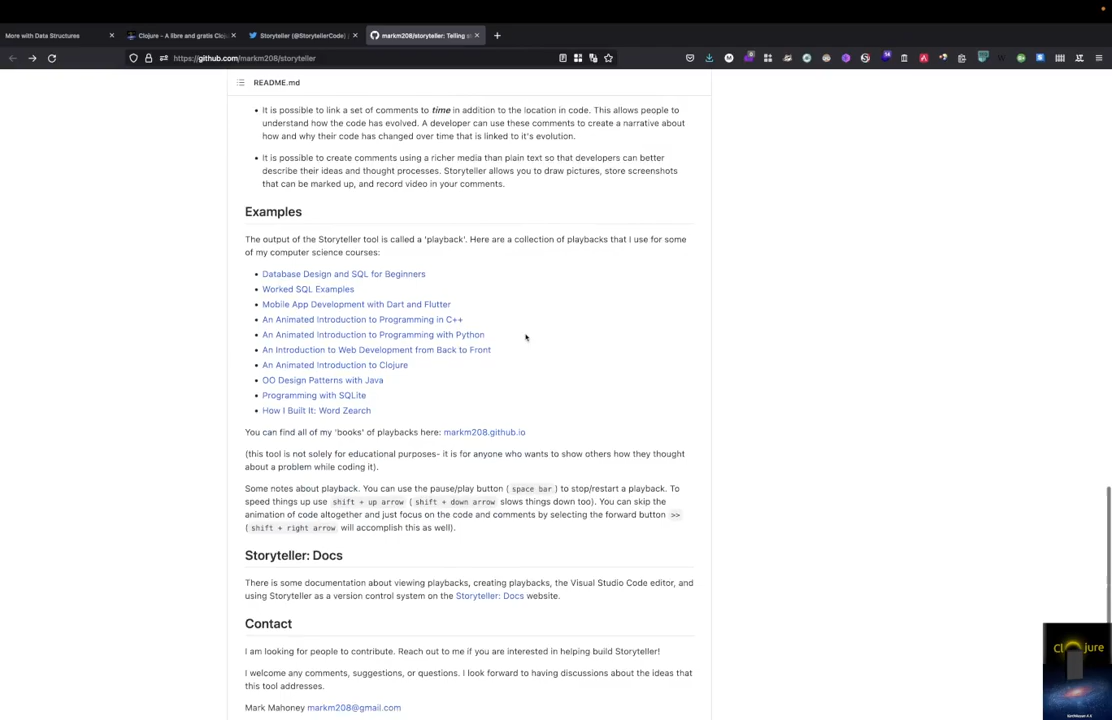 More with Data Structures
Clojure - A libre and gratis Cloj
Storyteller (@StorytellerCode)
markm208/storyteller: Telling st
https://github.com/markm208/storyteller
README.md
• It is possible to link a set of comments to time in addition to the location in code. This allows people to
understand how the code has evolved. A developer can use these comments to create a narrative about
how and why their code has changed over time that is linked to it's evolution.
• It is possible to create comments using a richer media than plain text so that developers can better
describe their ideas and thought processes. Storyteller allows you to draw pictures, store screenshots
that can be marked up, and record video in your comments.
Examples
The output of the Storyteller tool is called a 'playback'. Here are a collection of playbacks that I use for some
of my computer science courses:
• Database Design and SQL for Beginners
• Worked SQL Examples
• Mobile App Development with Dart and Flutter
• An Animated Introduction to Programming in C++
• An Animated Introduction to Programming with Python
• An Introduction to Web Development from Back to Front
• An Animated Introduction to Clojure
• OO Design Patterns with Java
• Programming with SQLite
• How I Built It: Word Zearch
You can find all of my 'books' of playbacks here: markm208.github.io
(this tool is not solely for educational purposes- it is for anyone who wants to show others how they thought
about a problem while coding it).
Some notes about playback. You can use the pause/play button ( space bar ) to stop/restart a playback. To
speed things up use shift + up arrow ( shift + down arrow slows things down too). You can skip the
animation of code altogether and just focus on the code and comments by selecting the forward button >>
( shift + right arrow will accomplish this as well).
Storyteller: Docs
There is some documentation about viewing playbacks, creating playbacks, the Visual Studio Code editor, and
using Storyteller as a version control system on the Storyteller: Docs website.
Contact
I am looking for people to contribute. Reach out to me if you are interested in helping build Storyteller!
I welcome any comments, suggestions, or questions. I look forward to having discussions about the ideas that
this tool addresses.
Mark Mahoney markm208@gmail.com
Clojure